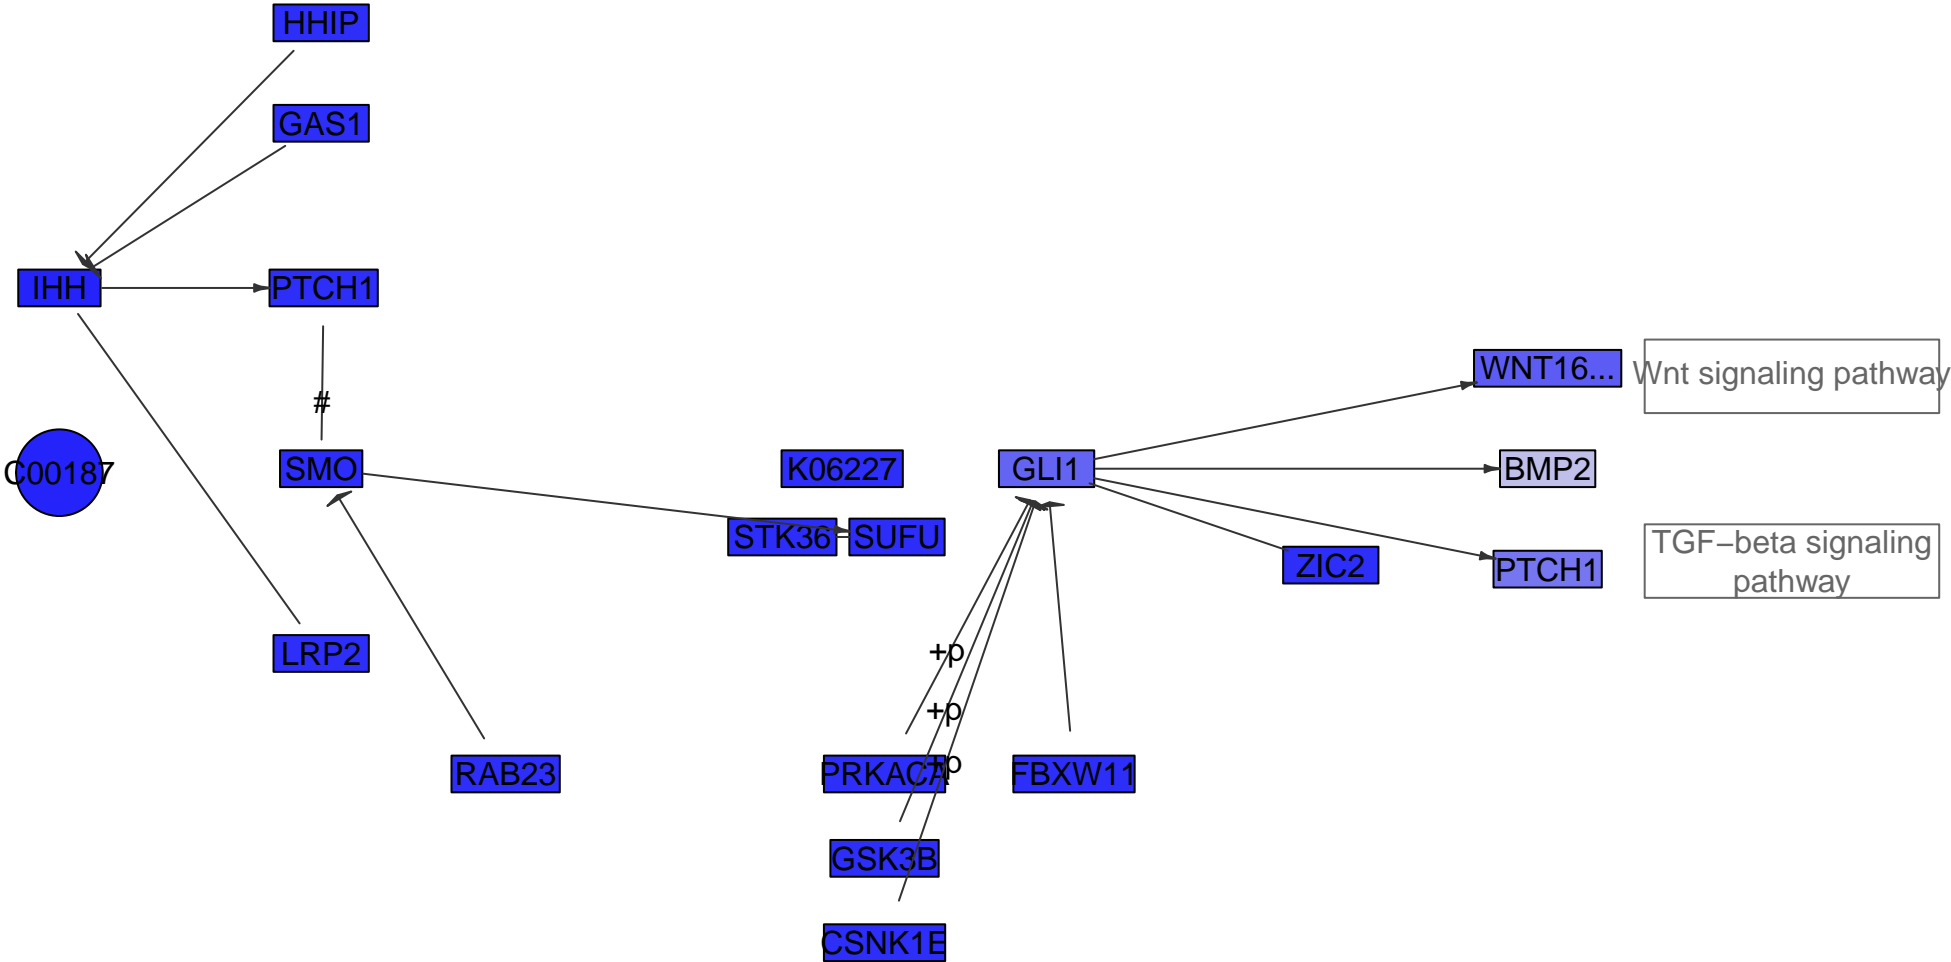 HHIP
GAS1
IHH
PTCH1
WNT16...
Wnt signaling pathway
#
C00187
SMO
K06227
GLI1
BMP2
STK36
SUFU
ZIC2
PTCH1
TGF−beta signaling
pathway
LRP2
+p
+p
+p
RAB23
PRKACA
FBXW11
GSK3B
CSNK1E